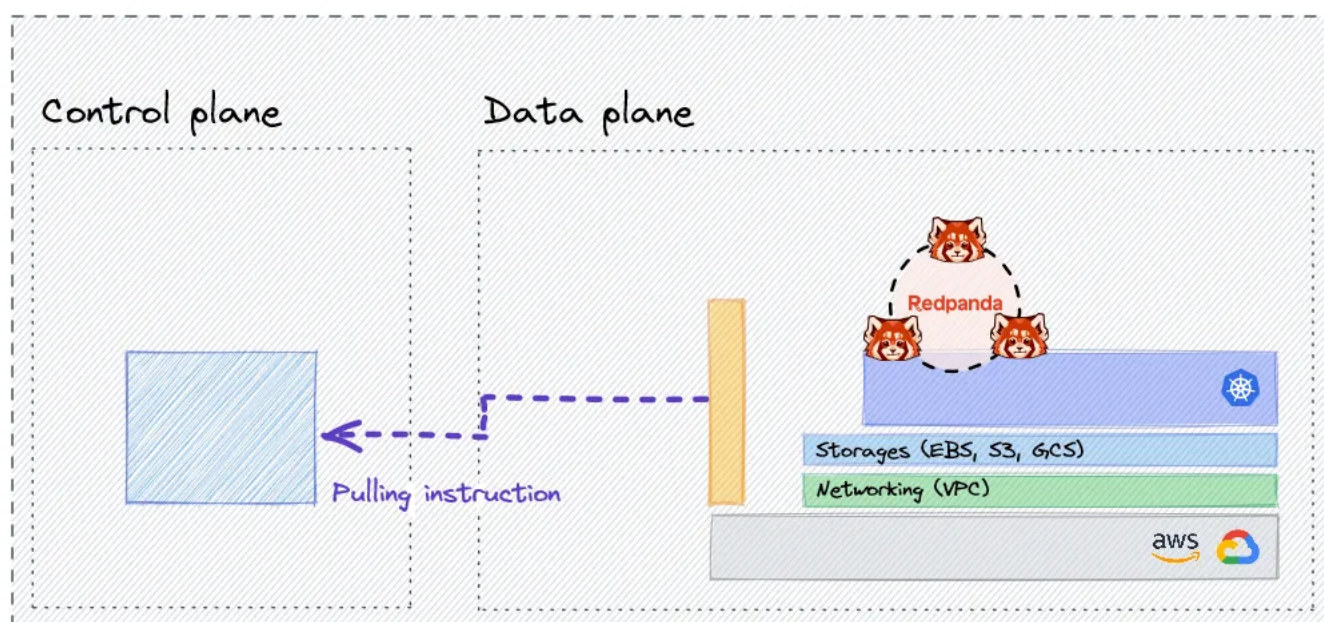 Control plane
Data plane
Redpanda
Storages (EBS, S3, GCS)
Pulling instruction
Networking (VPC)
aws